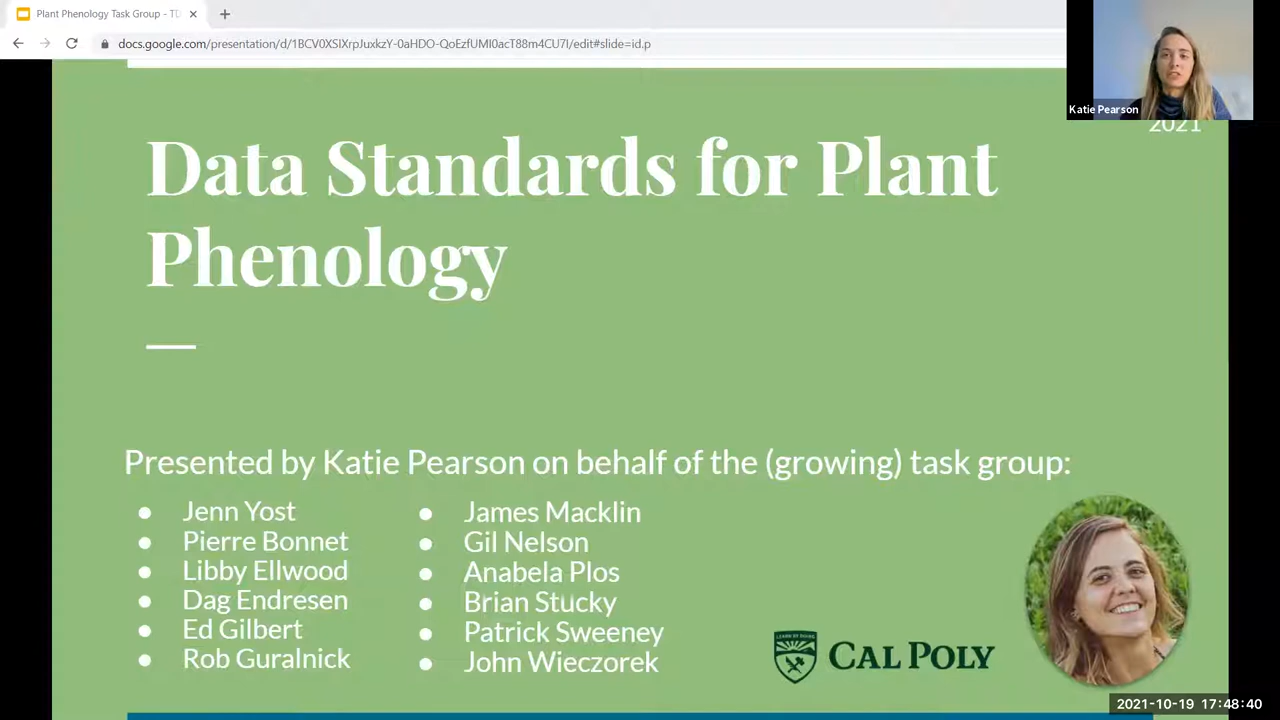 Plant Phenology Task Group - TD
docs.google.com/presentation/d/1BCV0XSIXrpJuxkzY-0aHDO-QoEzfUMI0acT88m4CU7I/edit#slide=id.p
Katie Pearson
2021
Data Standards for Plant
Phenology
Presented by Katie Pearson on behalf of the (growing) task group:
● Jenn Yost
● Pierre Bonnet
● Libby Ellwood
● Dag Endresen
● Ed Gilbert
● Rob Guralnick
● James Macklin
● Gil Nelson
● Anabela Plos
● Brian Stucky
● Patrick Sweeney
● John Wieczorek
CAL POLY
2021-10-19 17:48:40